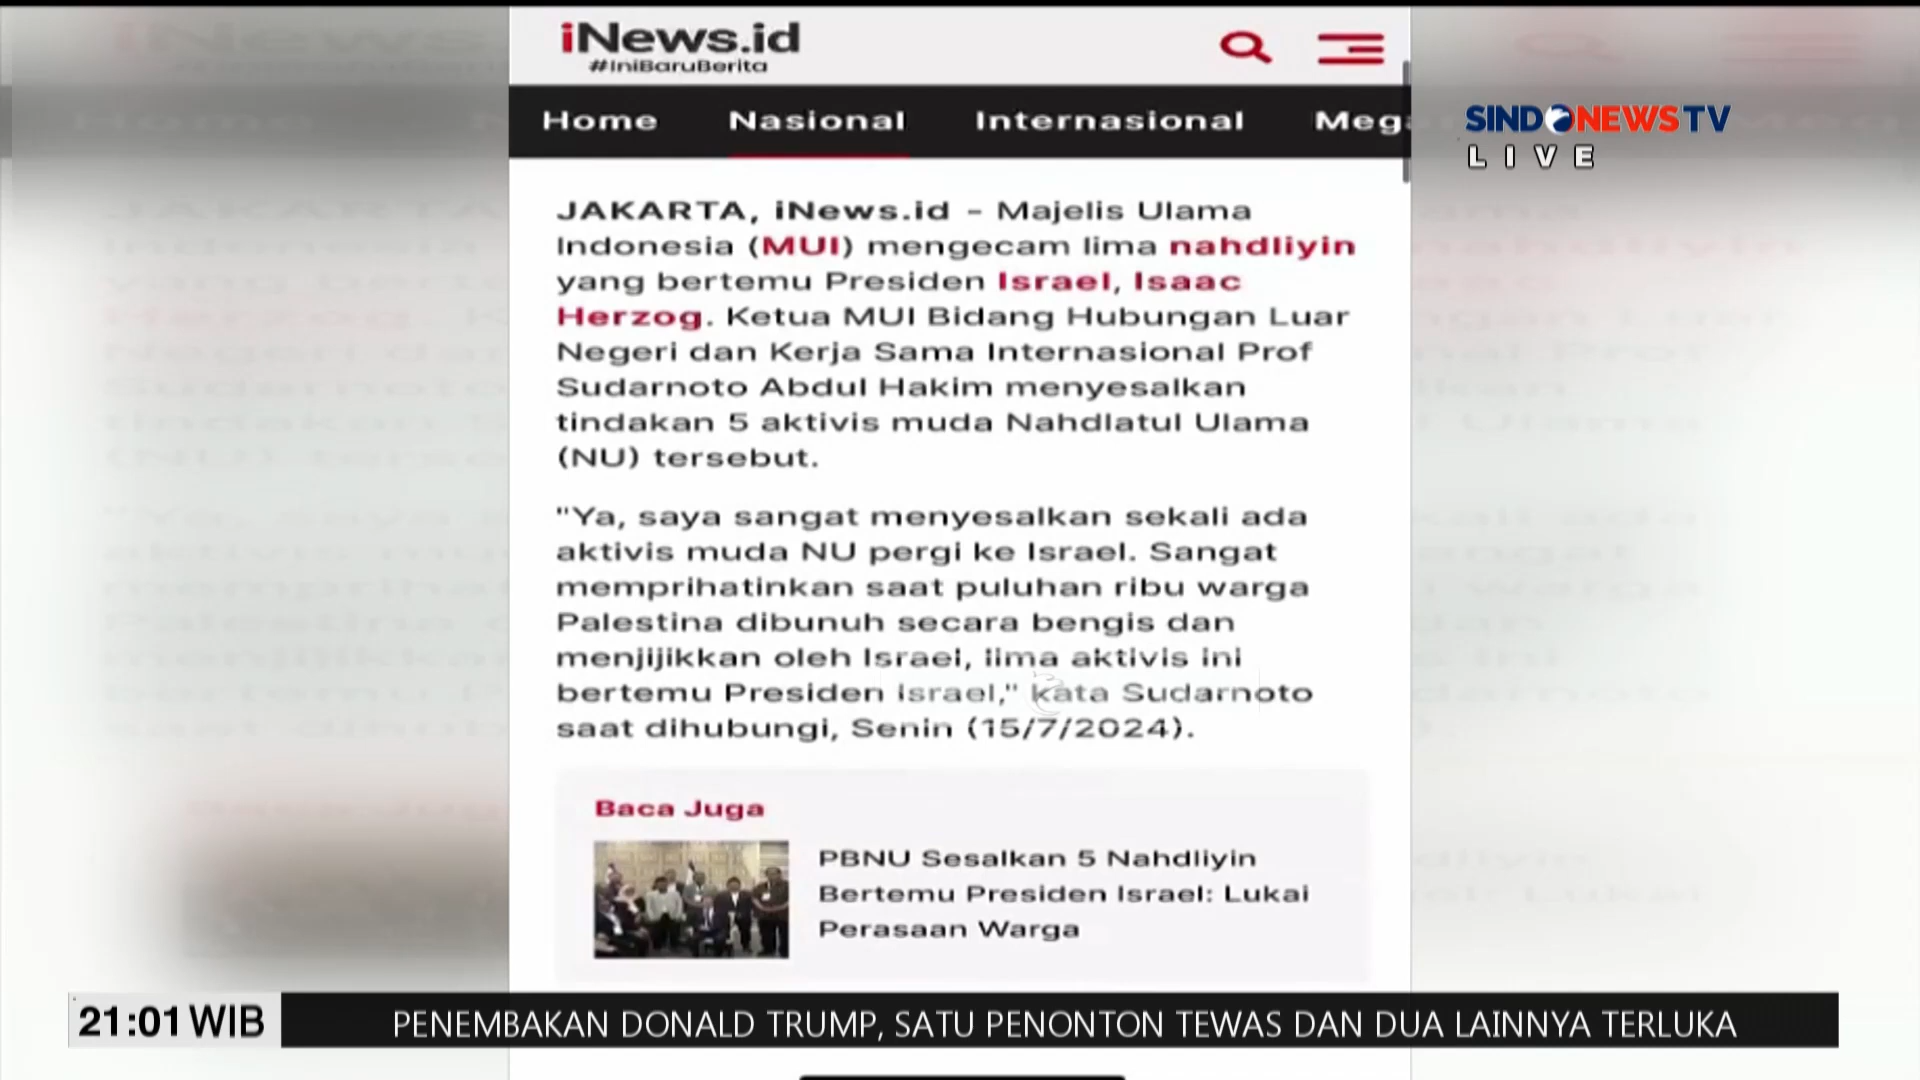 iNews.id
#IniBaruBerita
Home Nasional Internasional Mega
SINDONEWSTV
LIVE
JAKARTA, iNews.id - Majelis Ulama
Indonesia (MUI) mengecam lima nahdliyin
yang bertemu Presiden Israel, Isaac
Herzog. Ketua MUI Bidang Hubungan Luar
Negeri dan Kerja Sama Internasional Prof
Sudarnoto Abdul Hakim menyesalkan
tindakan 5 aktivis muda Nahdlatul Ulama
(NU) tersebut.
"Ya, saya sangat menyesalkan sekali ada
aktivis muda NU pergi ke Israel. Sangat
memprihatinkan saat puluhan ribu warga
Palestina dibunuh secara bengis dan
menjijikkan oleh Israel, lima aktivis ini
bertemu Presiden Israel," kata Sudarnoto
saat dihubungi, Senin (15/7/2024).
Baca Juga
PBNU Sesalkan 5 Nahdliyin
Bertemu Presiden Israel: Lukai
Perasaan Warga
21:01 WIB
PENEMBAKAN DONALD TRUMP, SATU PENONTON TEWAS DAN DUA LAINNYA TERLUKA